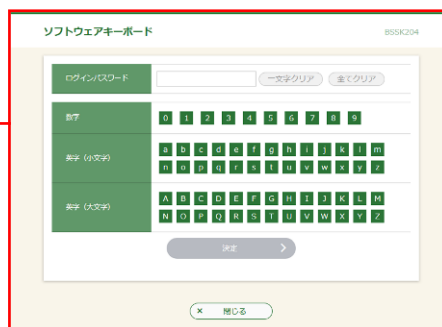 ソフトウェアキーボード
BSSK204
ログインパスワード
一文字クリア 全てクリア
数字
0 1 2 3 4 5 6 7 8 9
英字 (小文字)
a b c d e f g h i j k l m
n o p q r s t u v w x y z
英字 (大文字)
A B C D E F G H I J K L M
N O P Q R S T U V W X Y Z
決定
× 閉じる